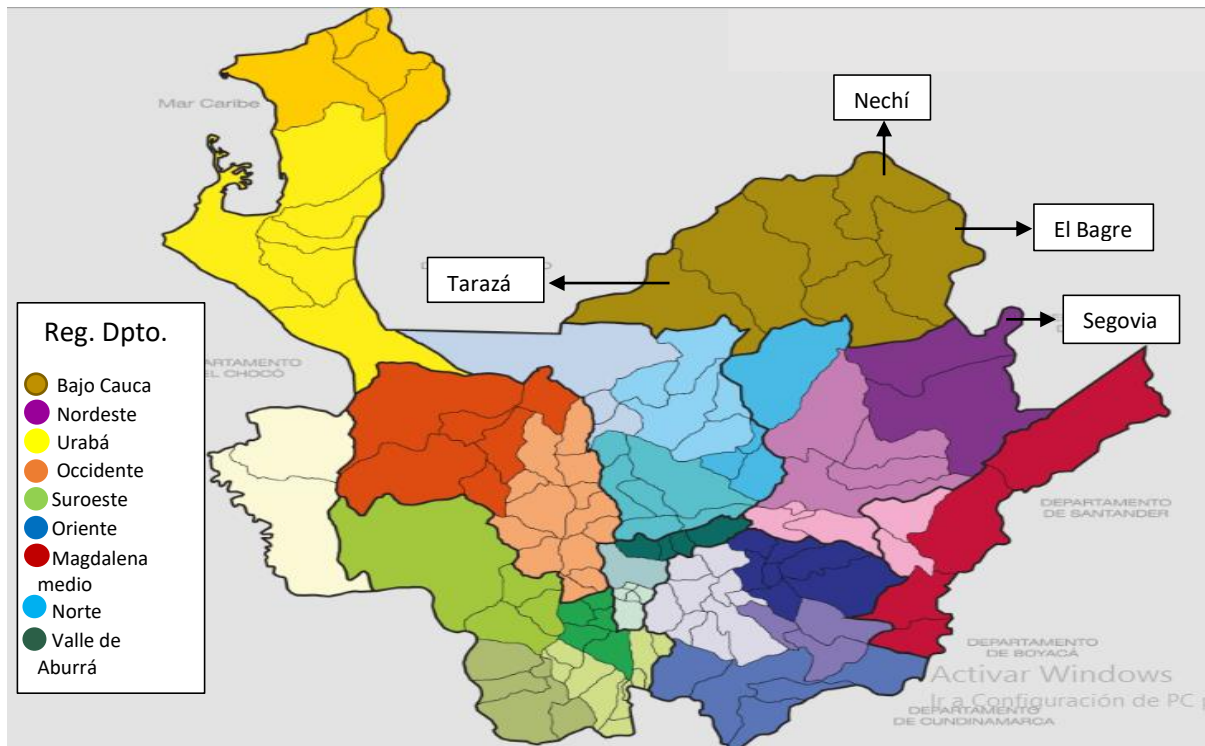 Mar Caribe
Nechí
El Bagre
Tarazá
Segovia
Reg. Dpto.
Bajo Cauca
Nordeste
Urabá
Occidente
Suroeste
Oriente
Magdalena
medio
Norte
Valle de
Aburrá
ARTAMENTO
EL CHOCÓ
DEPARTAMENTO
DE SANTANDER
DEPARTAMENTO
DE BOYACÁ
Activar Windows
Ir a Configuración de PC p
DEPARTAMENTO
DE CUNDINAMARCA